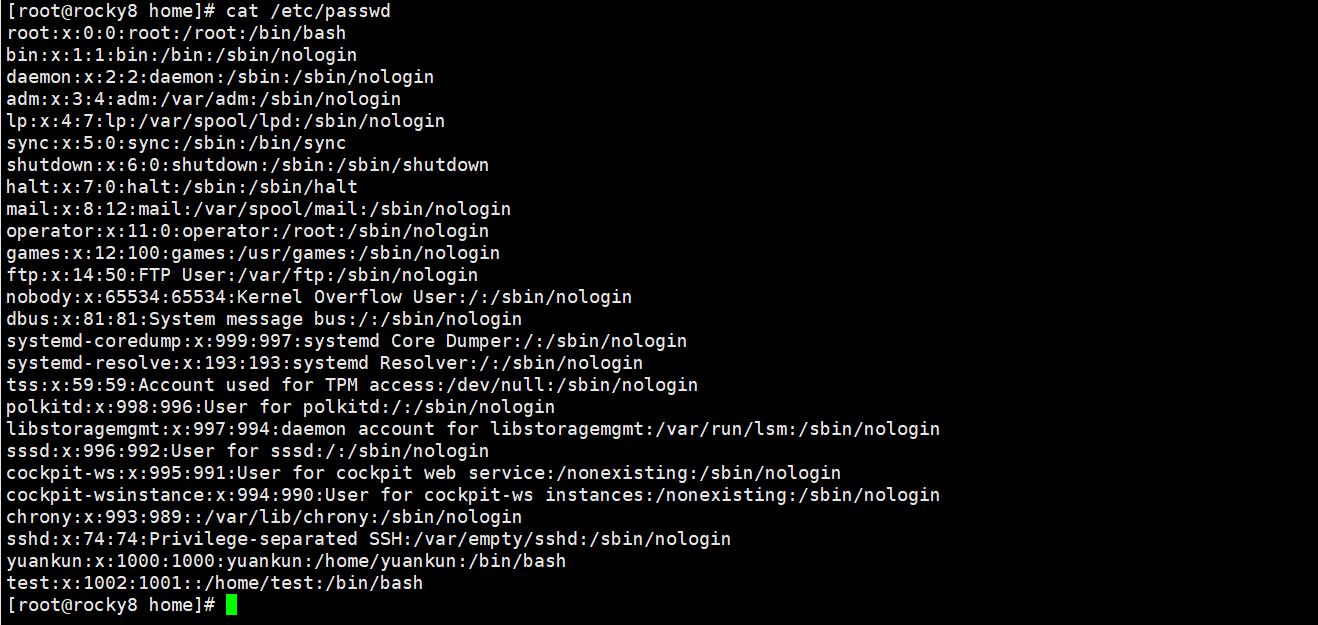 [root@rocky8 home]# cat /etc/passwd
root:x:0:0:root:/root:/bin/bash
bin:x:1:1:bin:/bin:/sbin/nologin
daemon:x:2:2:daemon:/sbin:/sbin/nologin
adm:x:3:4:adm:/var/adm:/sbin/nologin
lp:x:4:7:lp:/var/spool/lpd:/sbin/nologin
sync:x:5:0:sync:/sbin:/bin/sync
shutdown:x:6:0:shutdown:/sbin:/sbin/shutdown
halt:x:7:0:halt:/sbin:/sbin/halt
mail:x:8:12:mail:/var/spool/mail:/sbin/nologin
operator:x:11:0:operator:/root:/sbin/nologin
games:x:12:100:games:/usr/games:/sbin/nologin
ftp:x:14:50:FTP User:/var/ftp:/sbin/nologin
nobody:x:65534:65534:Kernel Overflow User:/:/sbin/nologin
dbus:x:81:81:System message bus:/:/sbin/nologin
systemd-coredump:x:999:997:systemd Core Dumper:/:/sbin/nologin
systemd-resolve:x:193:193:systemd Resolver:/:/sbin/nologin
tss:x:59:59:Account used for TPM access:/dev/null:/sbin/nologin
polkitd:x:998:996:User for polkitd:/:/sbin/nologin
libstoragemgmt:x:997:994:daemon account for libstoragemgmt:/var/run/lsm:/sbin/nologin
sssd:x:996:992:User for sssd:/:/sbin/nologin
cockpit-ws:x:995:991:User for cockpit web service:/nonexisting:/sbin/nologin
cockpit-wsinstance:x:994:990:User for cockpit-ws instances:/nonexisting:/sbin/nologin
chrony:x:993:989::/var/lib/chrony:/sbin/nologin
sshd:x:74:74:Privilege-separated SSH:/var/empty/sshd:/sbin/nologin
yuankun:x:1000:1000:yuankun:/home/yuankun:/bin/bash
test:x:1002:1001::/home/test:/bin/bash
[root@rocky8 home]#